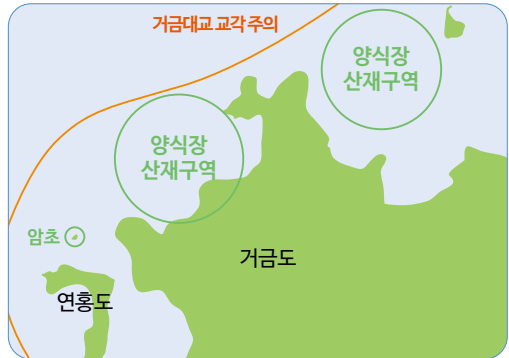 거금대교 교각 주의
양식장
산재구역
양식장
산재구역
암초
거금도
연홍도